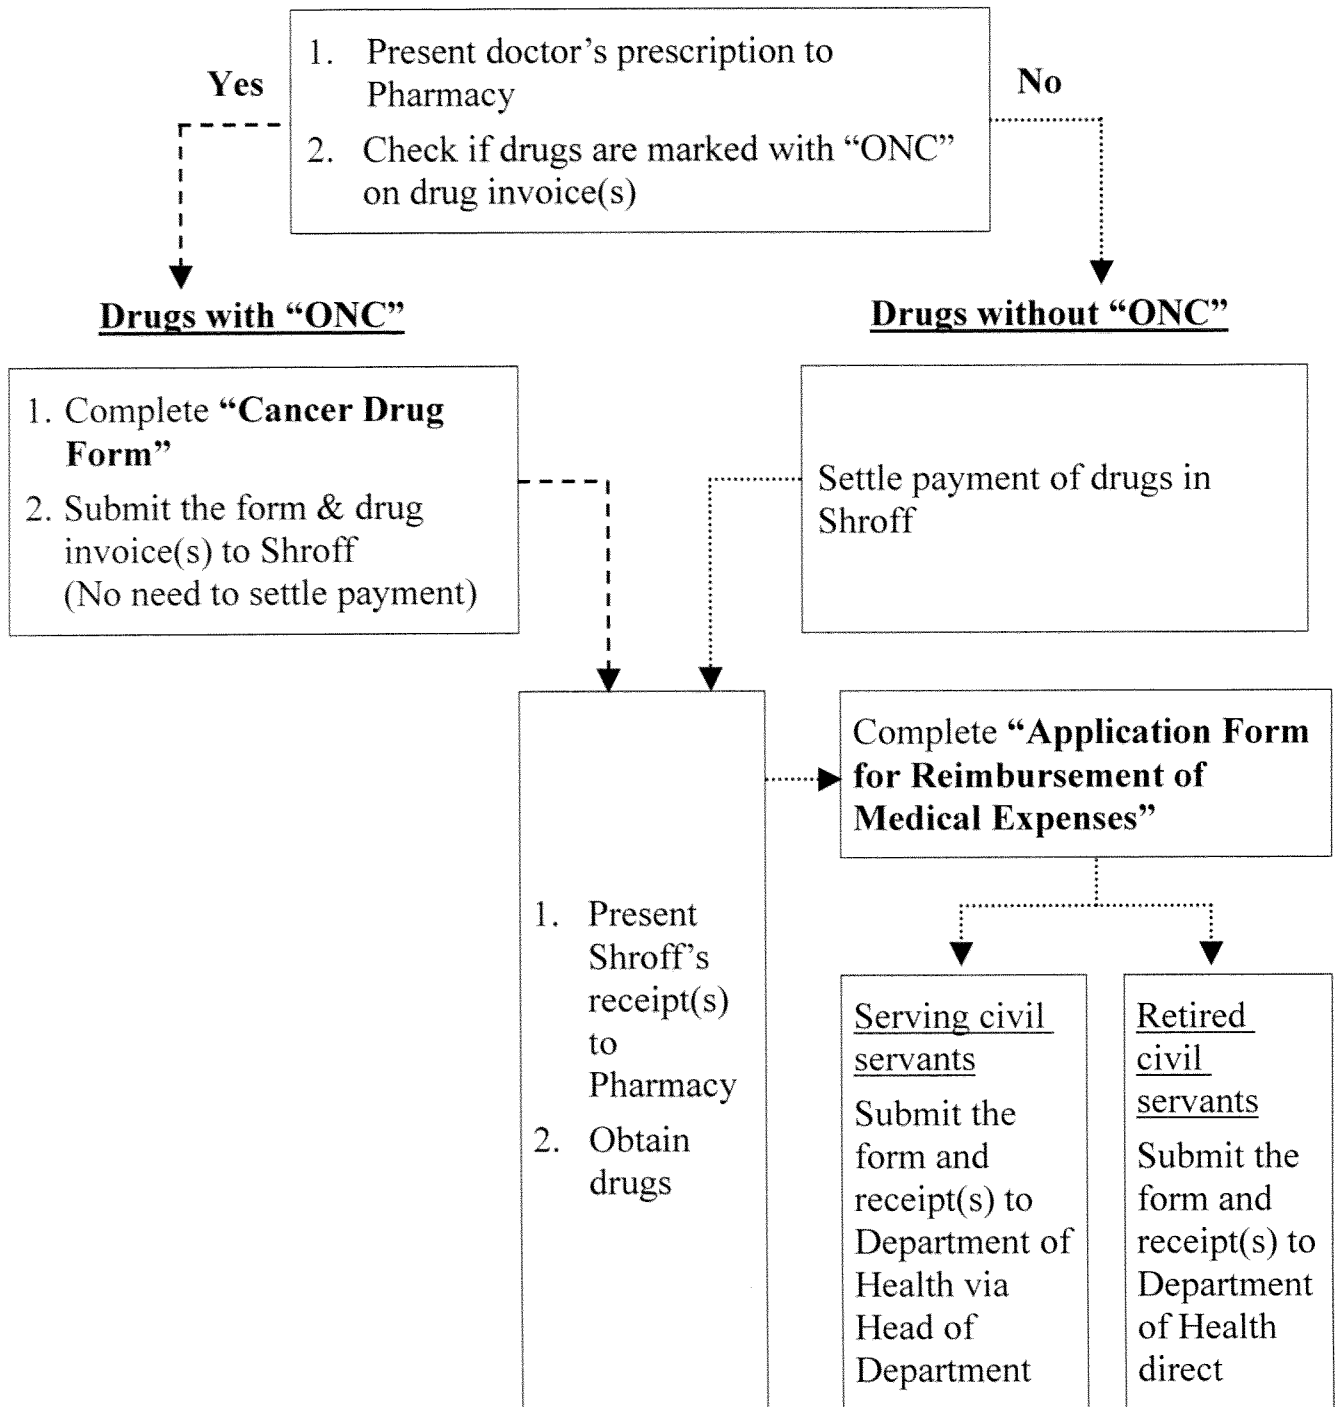 Yes
1. Present doctor's prescription to
Pharmacy
2. Check if drugs are marked with “ONC”
on drug invoice(s)
No
Drugs with “ONC”
Drugs without “ONC”
1. Complete “Cancer Drug
Form”
2. Submit the form & drug
invoice(s) to Shroff
(No need to settle payment)
Settle payment of drugs in
Shroff
1. Present
Shroff's
receipt(s)
to
Pharmacy
2. Obtain
drugs
Complete “Application Form
for Reimbursement of
Medical Expenses”
Serving civil
servants
Submit the
form and
receipt(s) to
Department of
Health via
Head of
Department
Retired
civil
servants
Submit the
form and
receipt(s) to
Department
of Health
direct